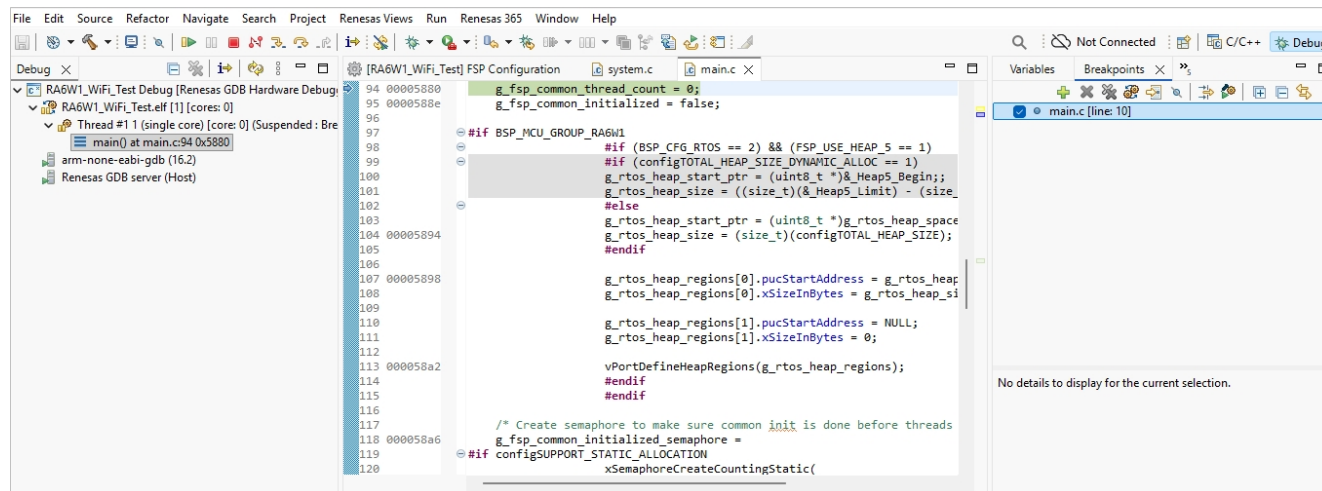 File Edit Source Refactor Navigate Search Project Renesas Views Run Renesas 365 Window Help
Not Connected C/C++ Debug
Debug
RA6W1_WiFi_Test Debug [Renesas GDB Hardware Debug
RA6W1_WiFi_Test.elf [1] [cores: 0]
Thread #1 1 (single core) [core: 0] (Suspended : Bre
main() at main.c:94 0x5880
arm-none-eabi-gdb (16.2)
Renesas GDB server (Host)
[RA6W1_WiFi_Test] FSP Configuration system.c main.c
94 00005880 g_fsp_common_thread_count = 0;
95 0000588e g_fsp_common_initialized = false;
96
97 #if BSP_MCU_GROUP_RA6W1
98 #if (BSP_CFG_RTOS == 2) && (FSP_USE_HEAP_5 == 1)
99 #if (configTOTAL_HEAP_SIZE_DYNAMIC_ALLOC == 1)
100 g_rtos_heap_start_ptr = (uint8_t *)&_Heap5_Begin;;
101 g_rtos_heap_size = ((size_t)(&_Heap5_Limit) - (size_
102 #else
103 g_rtos_heap_start_ptr = (uint8_t *)g_rtos_heap_space
104 00005894 g_rtos_heap_size = (size_t)(configTOTAL_HEAP_SIZE);
105 #endif
106
107 00005898 g_rtos_heap_regions[0].pucStartAddress = g_rtos_heap
108 g_rtos_heap_regions[0].xSizeInBytes = g_rtos_heap_si
109
110 g_rtos_heap_regions[1].pucStartAddress = NULL;
111 g_rtos_heap_regions[1].xSizeInBytes = 0;
112
113 000058a2 vPortDefineHeapRegions(g_rtos_heap_regions);
114 #endif
115 #endif
116
117 /* Create semaphore to make sure common init is done before threads
118 000058a6 g_fsp_common_initialized_semaphore =
119 #if configSUPPORT_STATIC_ALLOCATION
120 xSemaphoreCreateCountingStatic(
Variables Breakpoints
main.c [line: 10]
No details to display for the current selection.